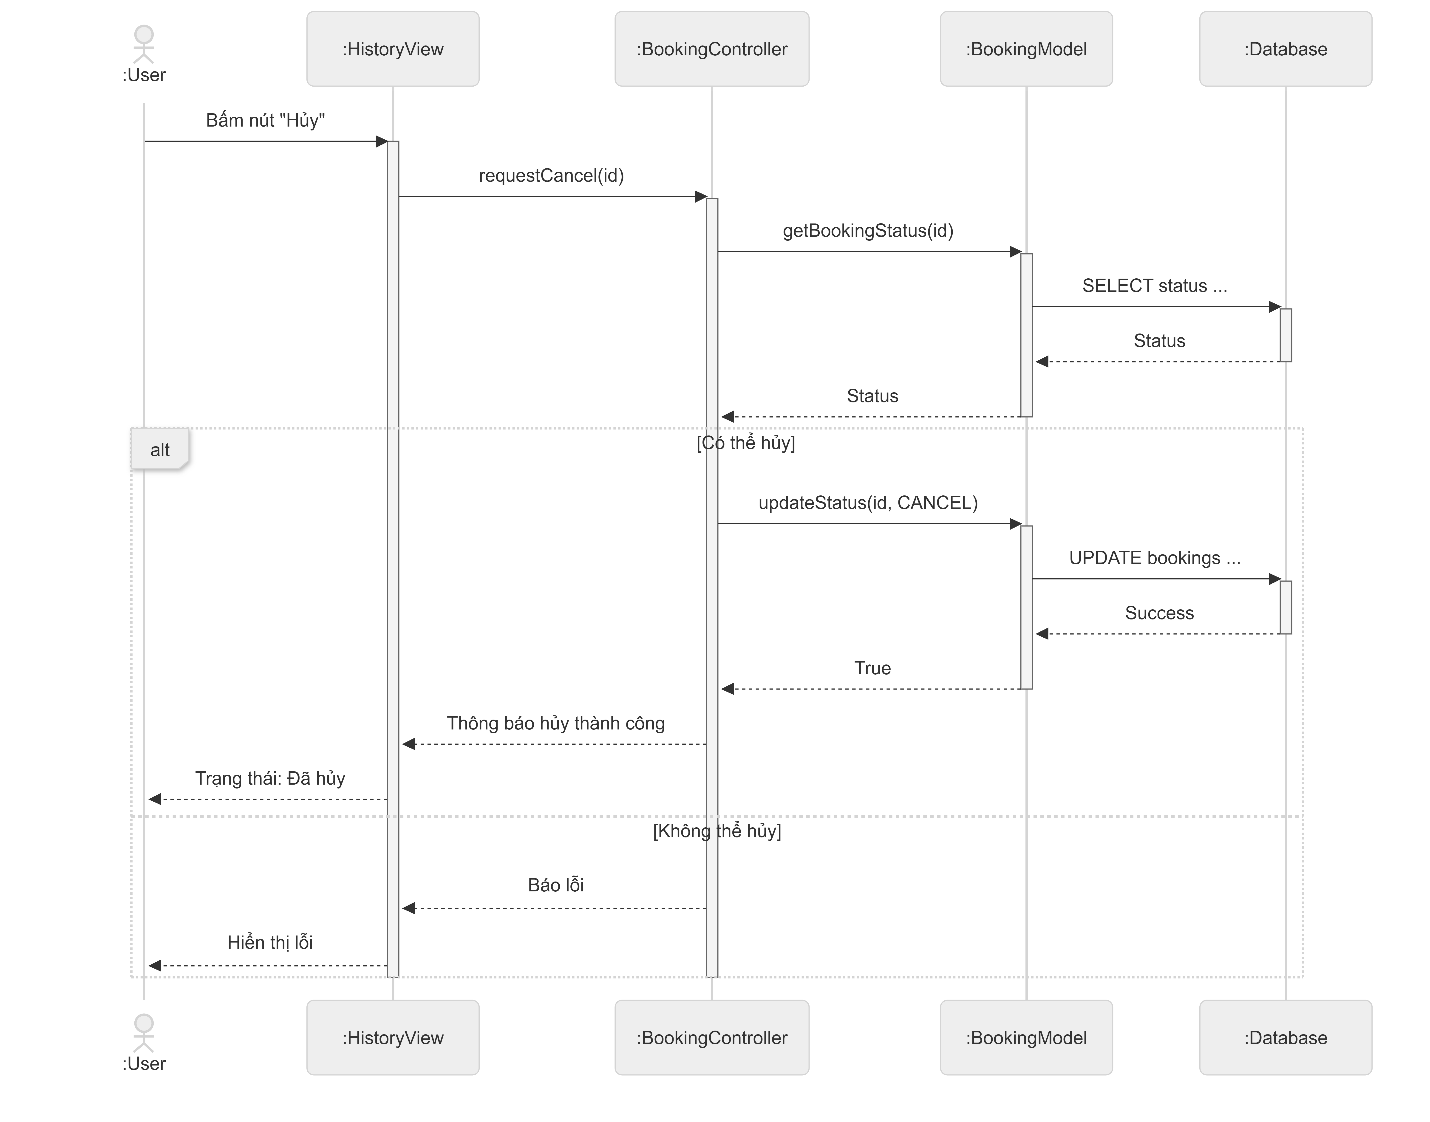 :User
:HistoryView
:BookingController
:BookingModel
:Database
Bấm nút "Hủy"
requestCancel(id)
getBookingStatus(id)
SELECT status ...
Status
Status
alt
[Có thể hủy]
updateStatus(id, CANCEL)
UPDATE bookings ...
Success
True
Thông báo hủy thành công
Trạng thái: Đã hủy
[Không thể hủy]
Báo lỗi
Hiển thị lỗi
:User
:HistoryView
:BookingController
:BookingModel
:Database